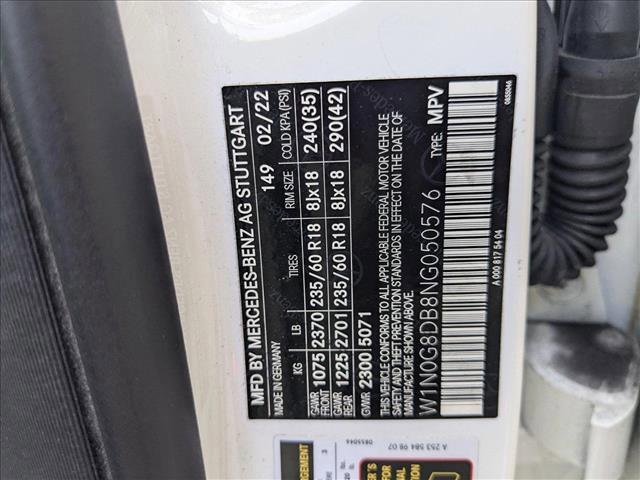 MFD BY MERCEDES-BENZ AG STUTTGART
MADE IN GERMANY 149 02/22
KG LB TIRES RIM SIZE COLD KPA (PSI)
GAWR FRONT 1075 2370 235/60 R18 8Jx18 240(35)
GAWR REAR 1225 2701 235/60 R18 8Jx18 290(42)
GVWR 2300 5071
THIS VEHICLE CONFORMS TO ALL APPLICABLE FEDERAL MOTOR VEHICLE
SAFETY AND THEFT PREVENTION STANDARDS IN EFFECT ON THE DATE OF
MANUFACTURE SHOWN ABOVE.
W1N0G8DB8NG050576 TYPE: MPV
A 000 817 54 04
0855046
A 253 584 98 07
0855046